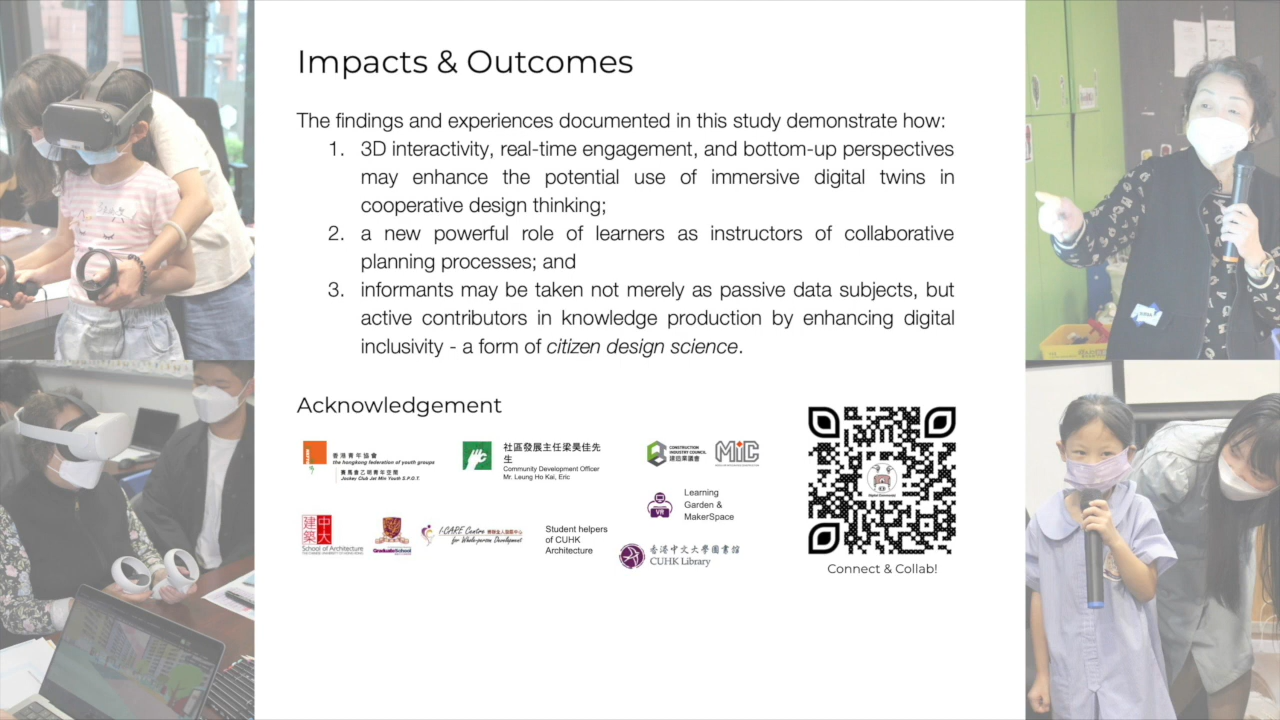 Impacts & Outcomes
The findings and experiences documented in this study demonstrate how:
1. 3D interactivity, real-time engagement, and bottom-up perspectives
may enhance the potential use of immersive digital twins in
cooperative design thinking;
2. a new powerful role of learners as instructors of collaborative
planning processes; and
3. informants may be taken not merely as passive data subjects, but
active contributors in knowledge production by enhancing digital
inclusivity - a form of citizen design science.
Acknowledgement
香港青年協會
the hongkong federation of youth groups
賽馬會乙明青年空間
Jockey Club Jat Min Youth S.P.O.T.
社區發展主任梁昊佳先
生
Community Development Officer
Mr. Leung Ho Kai, Eric
CONSTRUCTION
INDUSTRY COUNCIL
建造業議會
MiC
Learning
Garden &
MakerSpace
VR
中大
建築
School of Architecture
Graduate School
I·CARE Centre
for Whole-person Development
Student helpers
of CUHK
Architecture
香港中文大學圖書館
CUHK Library
Connect & Collab!